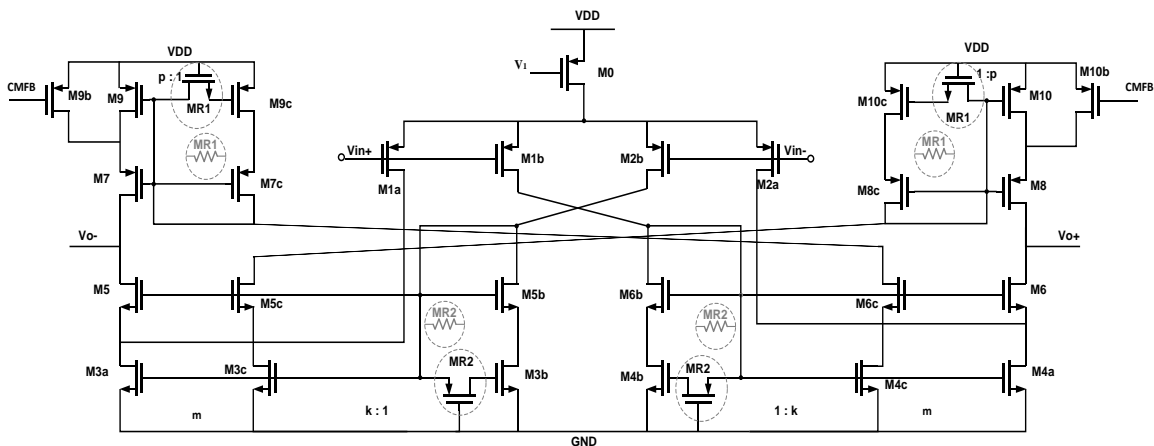 VDD
VDD
VDD
CMFB
M9b
M9
p : 1
MR1
M9c
V1
M0
M10c
1 :p
MR1
M10
M10b
CMFB
MR1
MR1
Vin+
M1b
M2b
Vin-
M7
M7c
M1a
M2a
M8c
M8
Vo-
Vo+
M5
M5c
M5b
M6b
M6c
M6
MR2
MR2
M3a
M3c
MR2
M3b
M4b
MR2
M4c
M4a
m
k : 1
1 : k
m
GND